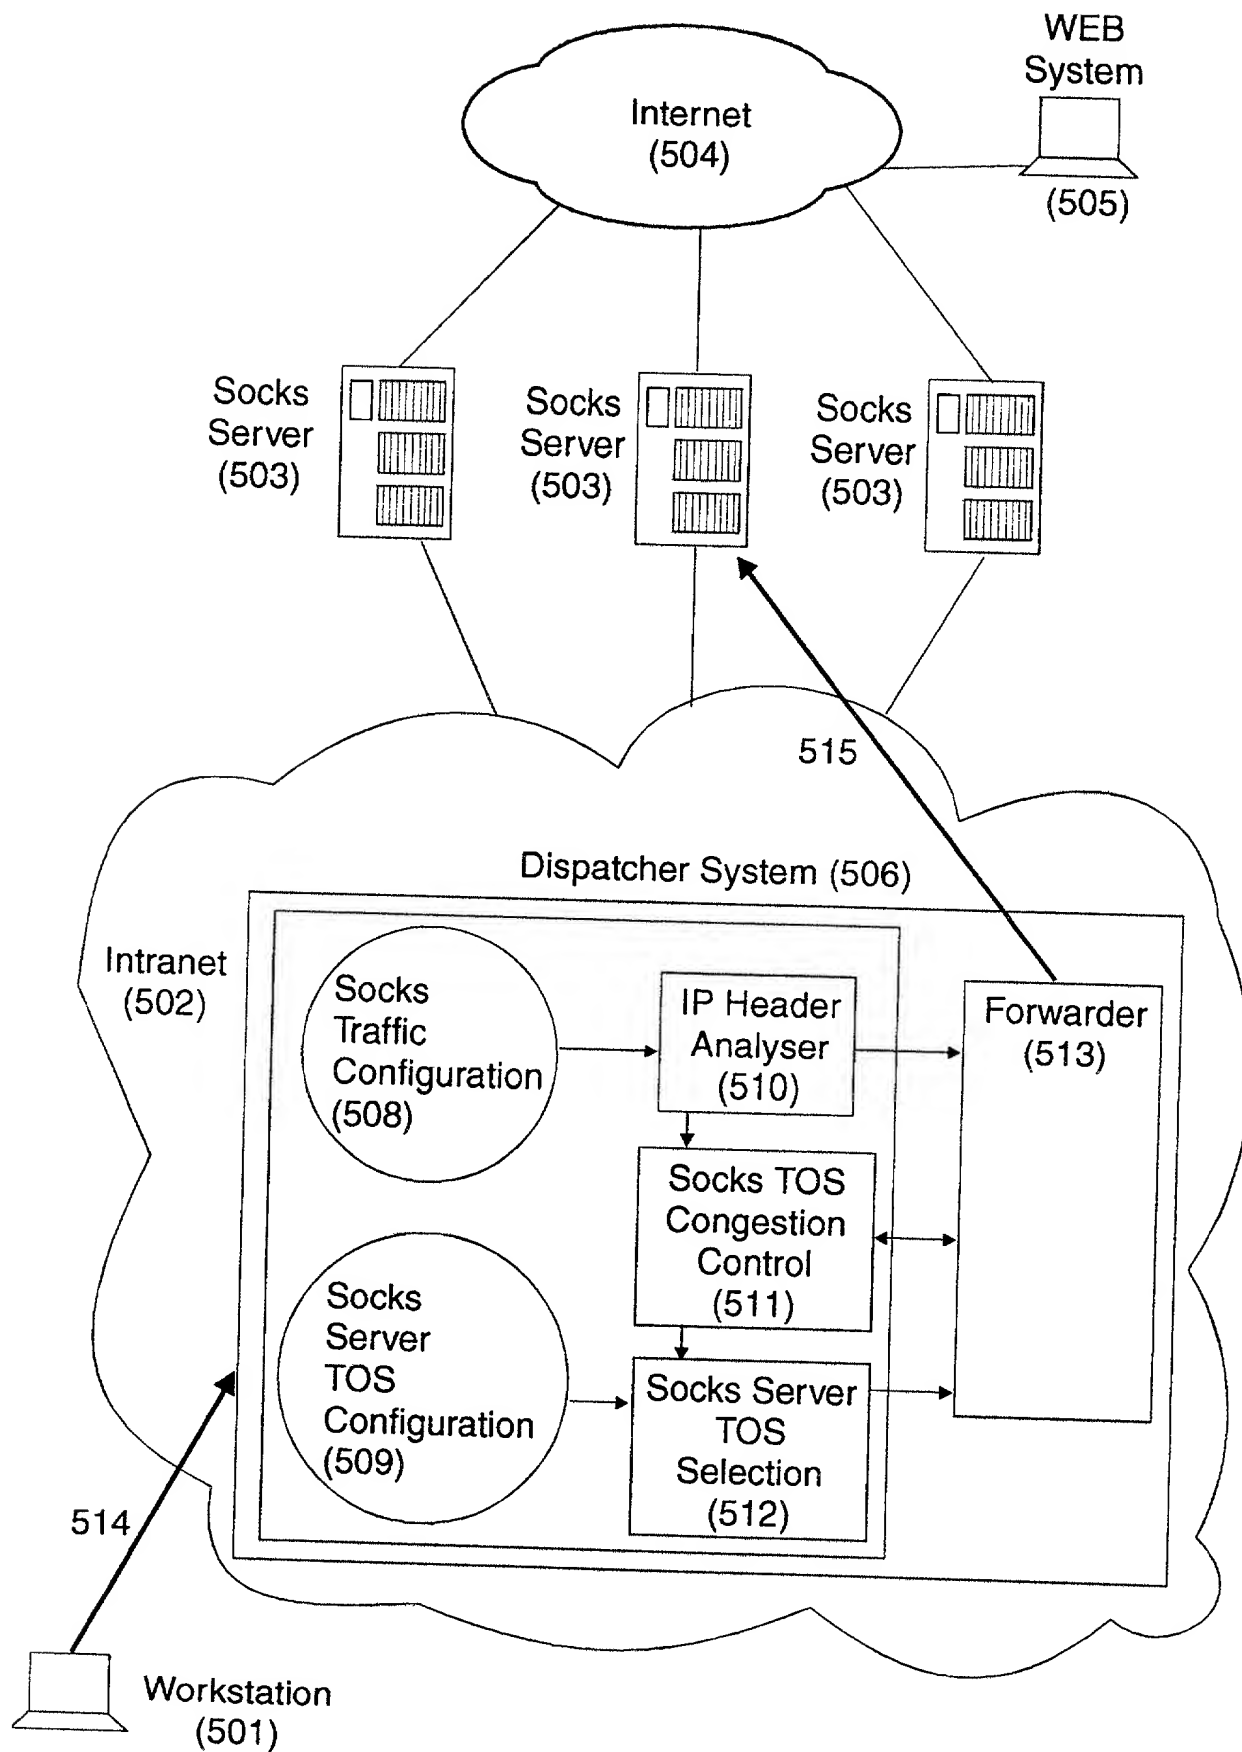 WEB
System
(505)
Internet
(504)
Socks
Server
(503)
Socks
Server
(503)
Socks
Server
(503)
515
Dispatcher System (506)
Intranet
(502)
Socks
Traffic
Configuration
(508)
IP Header
Analyser
(510)
Forwarder
(513)
Socks TOS
Congestion
Control
(511)
Socks
Server
TOS
Configuration
(509)
Socks Server
TOS
Selection
(512)
514
Workstation
(501)